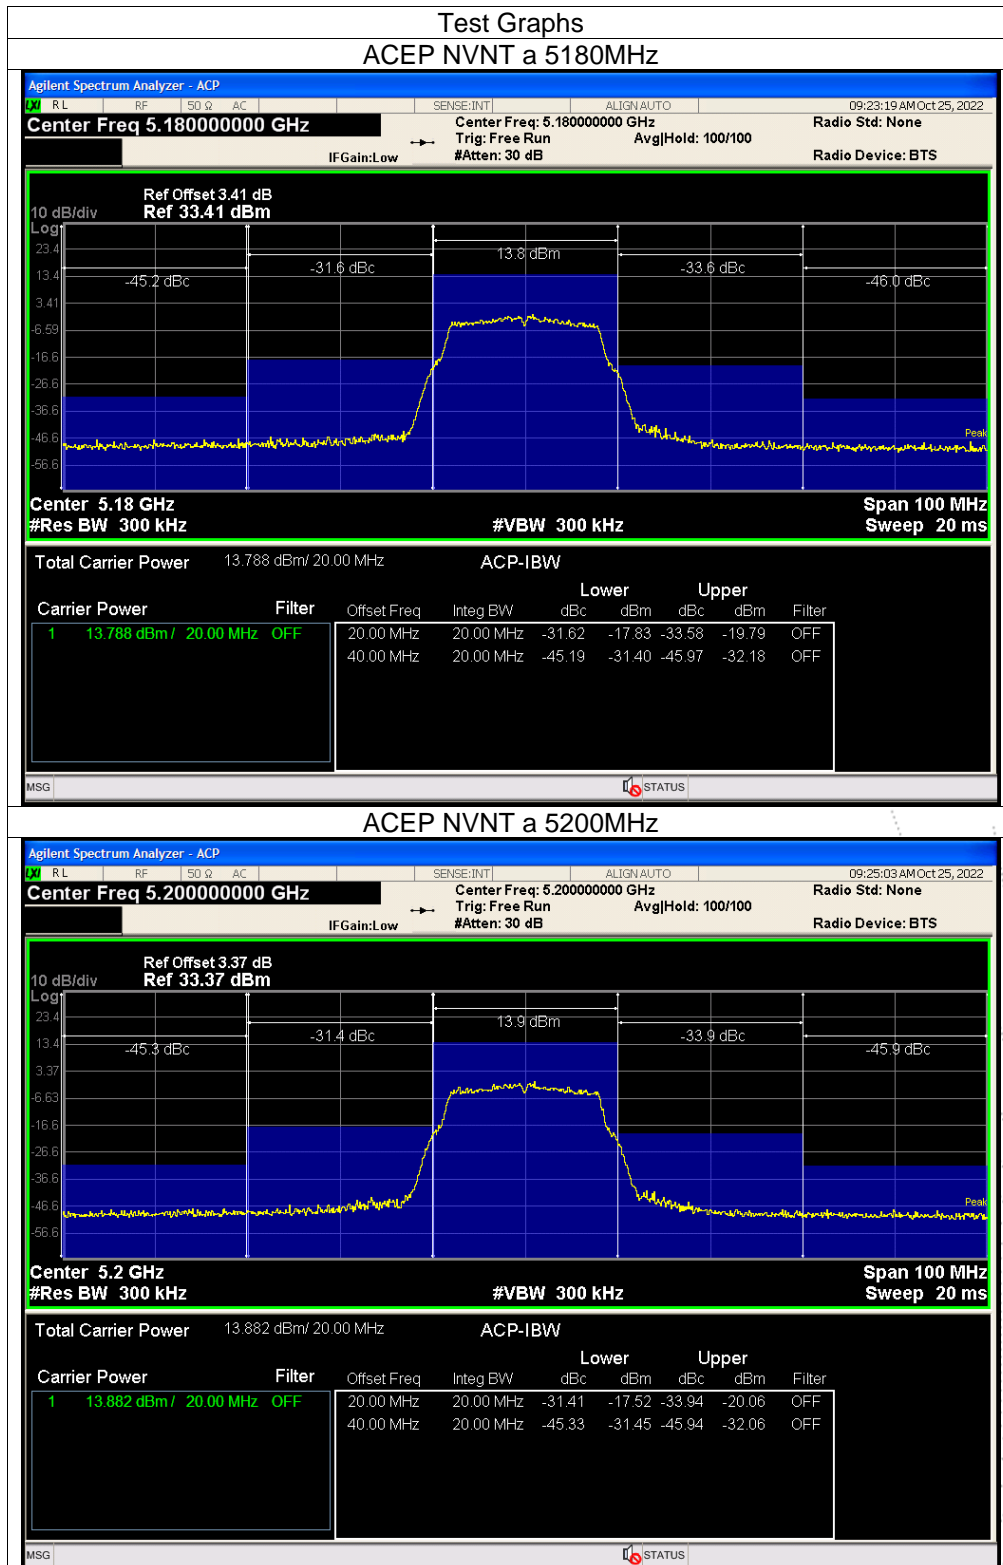 Test Graphs
ACEP NVNT a 5180MHz
Agilent Spectrum Analyzer - ACP
LXI RL RF 50 Ω AC SENSE:INT ALIGN AUTO 09:23:19 AM Oct 25, 2022
Center Freq 5.180000000 GHz Center Freq: 5.180000000 GHz Radio Std: None
Trig: Free Run Avg|Hold: 100/100
IFGain:Low #Atten: 30 dB Radio Device: BTS
Ref Offset 3.41 dB
10 dB/div Ref 33.41 dBm
Log
23.4
13.8 dBm
13.4
-45.2 dBc -31.6 dBc -33.6 dBc -46.0 dBc
3.41
-6.59
-16.6
-26.6
-36.6
-46.6
Peak
-56.6
Center 5.18 GHz Span 100 MHz
#Res BW 300 kHz #VBW 300 kHz Sweep 20 ms
Total Carrier Power 13.788 dBm/ 20.00 MHz ACP-IBW
Lower Upper
Carrier Power Filter Offset Freq Integ BW dBc dBm dBc dBm Filter
1 13.788 dBm / 20.00 MHz OFF 20.00 MHz 20.00 MHz -31.62 -17.83 -33.58 -19.79 OFF
40.00 MHz 20.00 MHz -45.19 -31.40 -45.97 -32.18 OFF
MSG STATUS
ACEP NVNT a 5200MHz
Agilent Spectrum Analyzer - ACP
LXI RL RF 50 Ω AC SENSE:INT ALIGN AUTO 09:25:03 AM Oct 25, 2022
Center Freq 5.200000000 GHz Center Freq: 5.200000000 GHz Radio Std: None
Trig: Free Run Avg|Hold: 100/100
IFGain:Low #Atten: 30 dB Radio Device: BTS
Ref Offset 3.37 dB
10 dB/div Ref 33.37 dBm
Log
23.4
13.9 dBm
13.4
-45.3 dBc -31.4 dBc -33.9 dBc -45.9 dBc
3.37
-6.63
-16.6
-26.6
-36.6
-46.6
Peak
-56.6
Center 5.2 GHz Span 100 MHz
#Res BW 300 kHz #VBW 300 kHz Sweep 20 ms
Total Carrier Power 13.882 dBm/ 20.00 MHz ACP-IBW
Lower Upper
Carrier Power Filter Offset Freq Integ BW dBc dBm dBc dBm Filter
1 13.882 dBm / 20.00 MHz OFF 20.00 MHz 20.00 MHz -31.41 -17.52 -33.94 -20.06 OFF
40.00 MHz 20.00 MHz -45.33 -31.45 -45.94 -32.06 OFF
MSG STATUS